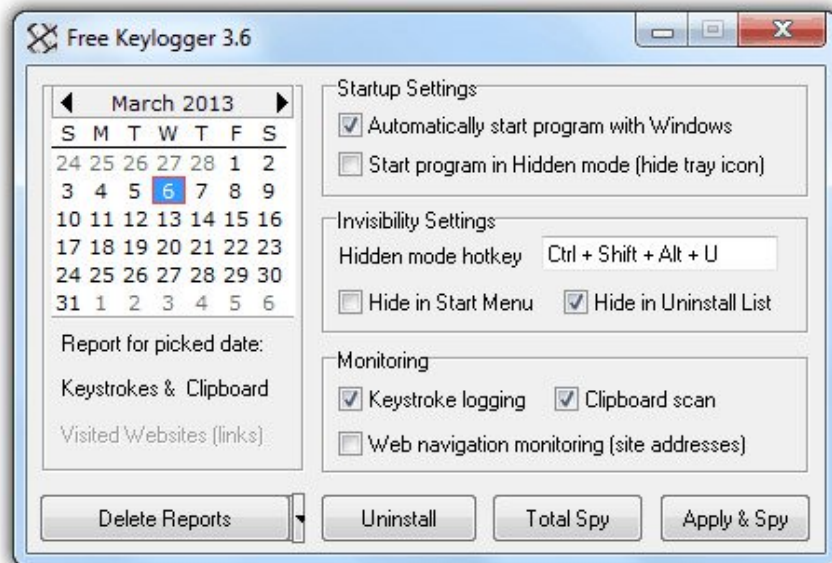 Free Keylogger 3.6
March 2013
S M T W T F S
24 25 26 27 28 1 2
3 4 5 6 7 8 9
10 11 12 13 14 15 16
17 18 19 20 21 22 23
24 25 26 27 28 29 30
31 1 2 3 4 5 6
Report for picked date:
Keystrokes & Clipboard
Visited Websites (links)
Startup Settings
Automatically start program with Windows
Start program in Hidden mode (hide tray icon)
Invisibility Settings
Hidden mode hotkey Ctrl + Shift + Alt + U
Hide in Start Menu Hide in Uninstall List
Monitoring
Keystroke logging Clipboard scan
Web navigation monitoring (site addresses)
Delete Reports Uninstall Total Spy Apply & Spy